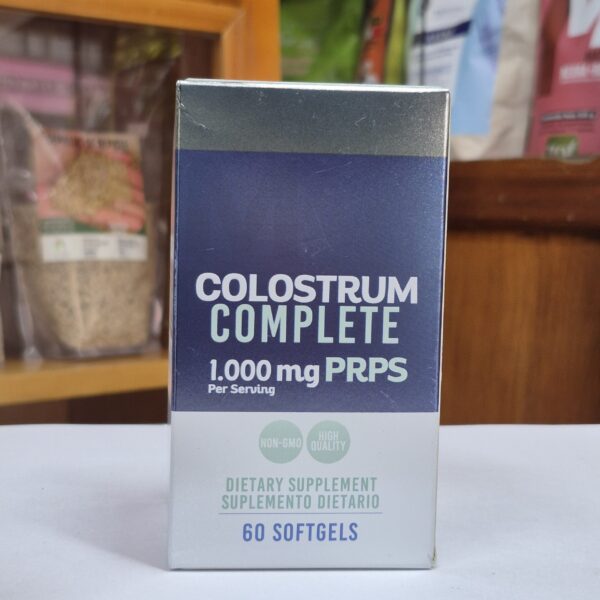 COLOSTRUM
COMPLETE
1.000 mg PRPS
Per Serving
NON-GMO
HIGH
QUALITY
DIETARY SUPPLEMENT
SUPLEMENTO DIETARIO
60 SOFTGELS